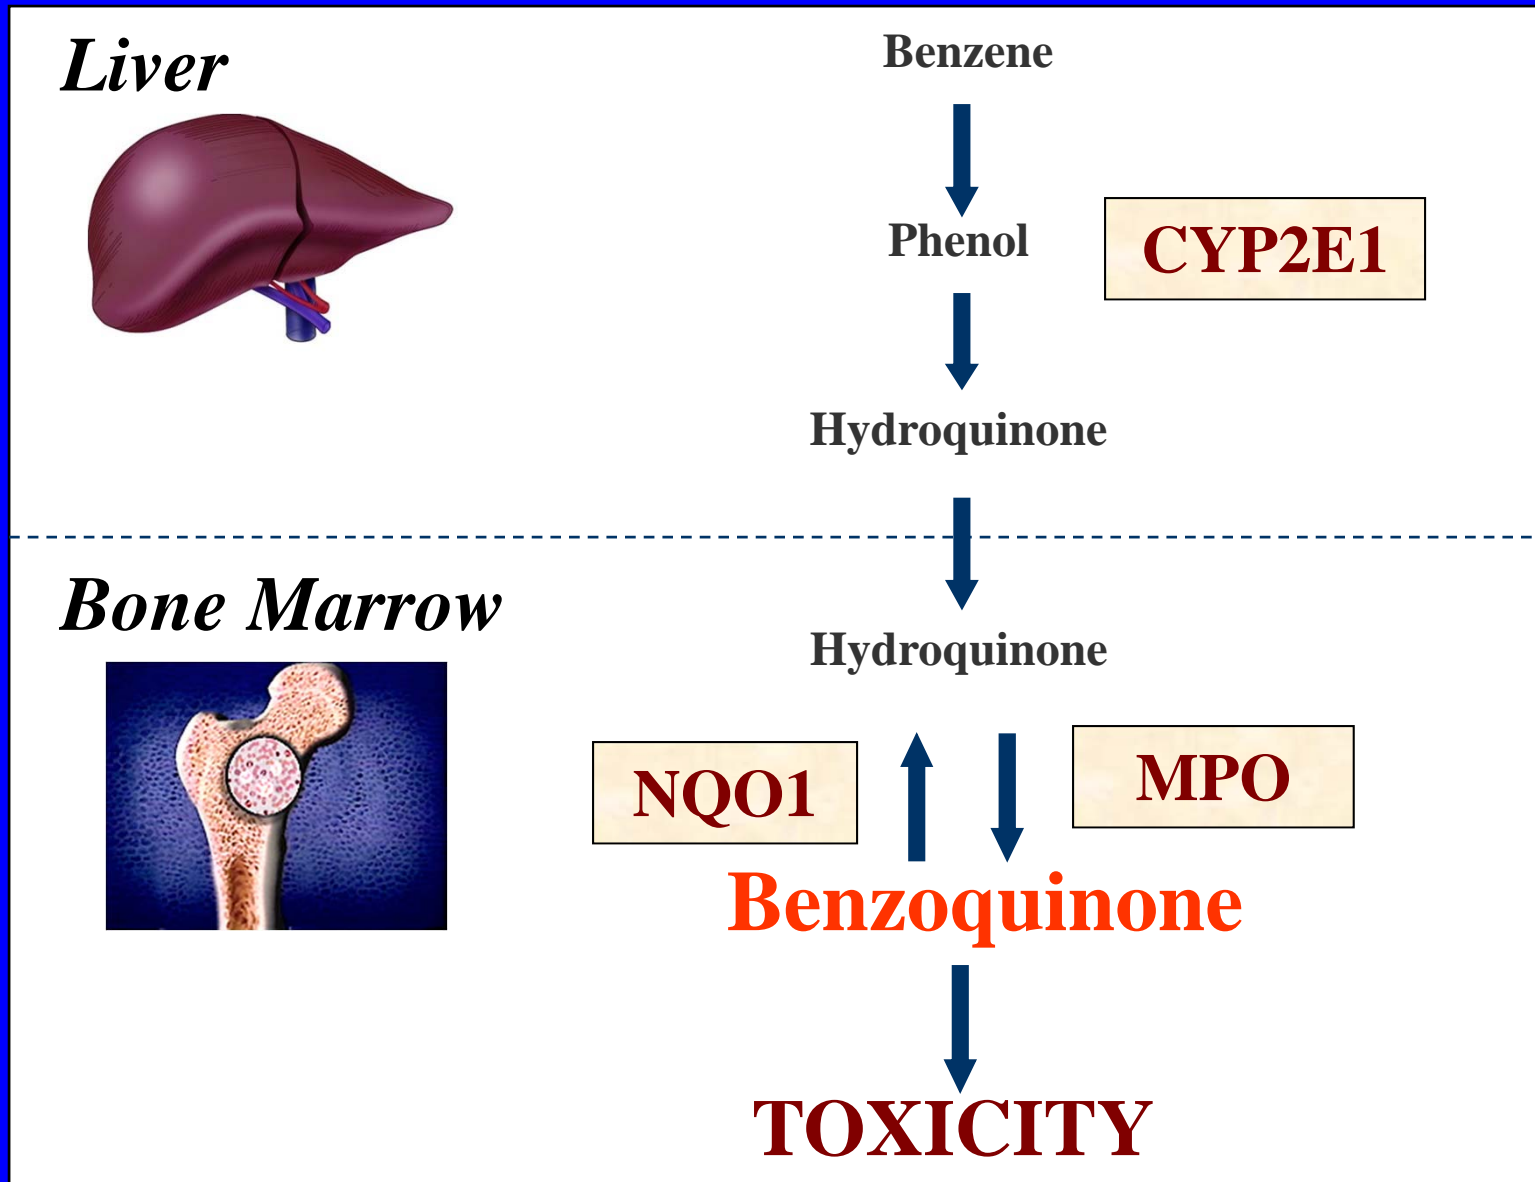 Liver
Benzene
Phenol
CYP2E1
Hydroquinone
Bone Marrow
Hydroquinone
NQO1
MPO
Benzoquinone
TOXICITY